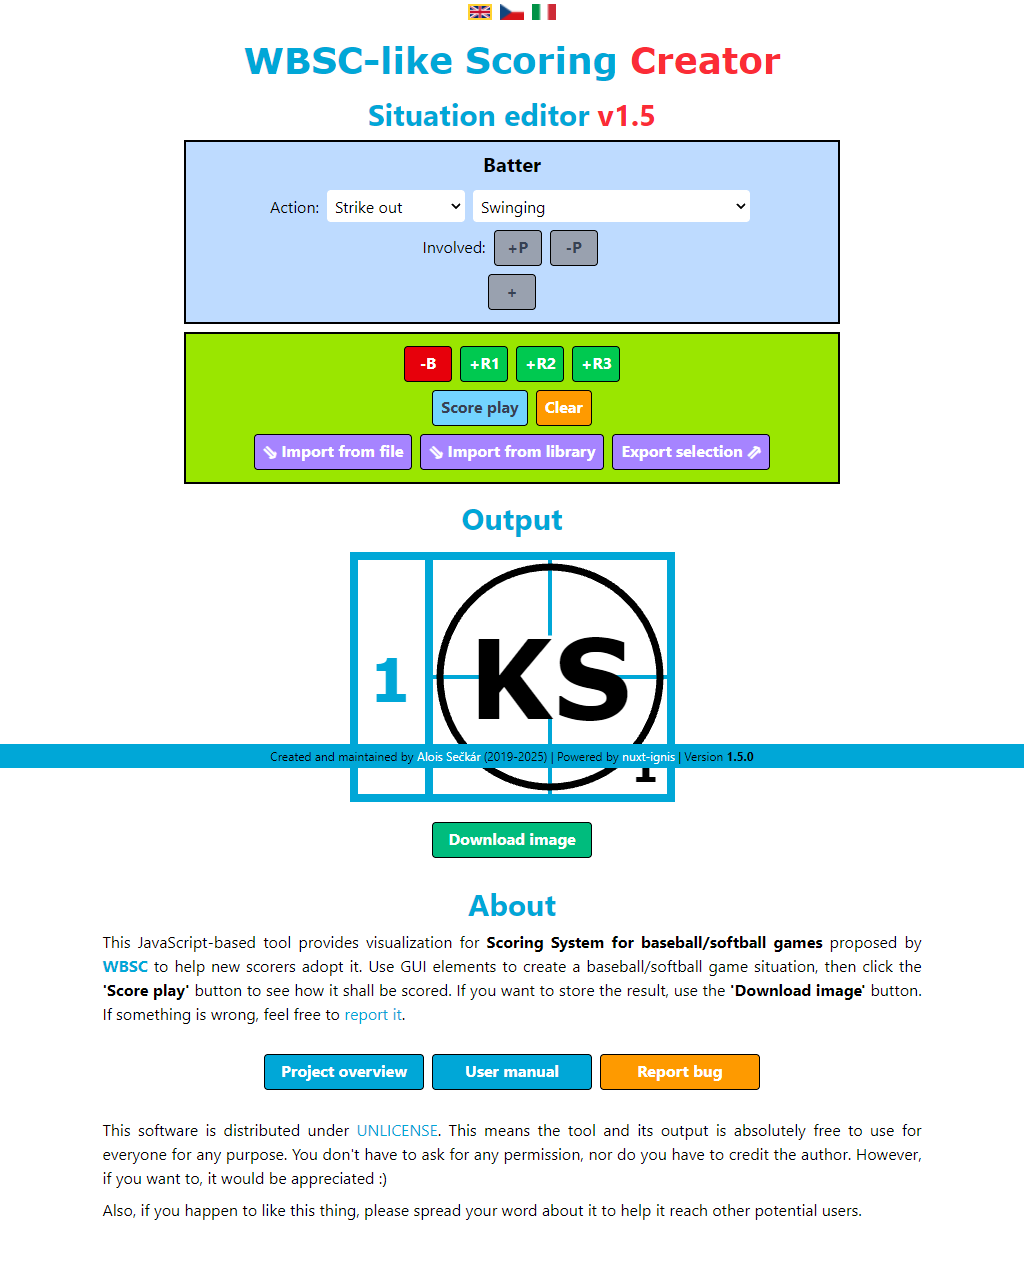 WBSC-like Scoring Creator
Situation editor v1.5
Batter
Action: Strike out Swinging
Involved: +P -P
+
-B +R1 +R2 +R3
Score play Clear
⇘ Import from file ⇘ Import from library Export selection ⇗
Output
1 KS
Created and maintained by Alois Sečkár (2019-2025) | Powered by nuxt-ignis | Version 1.5.0
1
Download image
About
This JavaScript-based tool provides visualization for Scoring System for baseball/softball games proposed by
WBSC to help new scorers adopt it. Use GUI elements to create a baseball/softball game situation, then click the
'Score play' button to see how it shall be scored. If you want to store the result, use the 'Download image' button.
If something is wrong, feel free to report it.
Project overview User manual Report bug
This software is distributed under UNLICENSE. This means the tool and its output is absolutely free to use for
everyone for any purpose. You don't have to ask for any permission, nor do you have to credit the author. However,
if you want to, it would be appreciated :)
Also, if you happen to like this thing, please spread your word about it to help it reach other potential users.